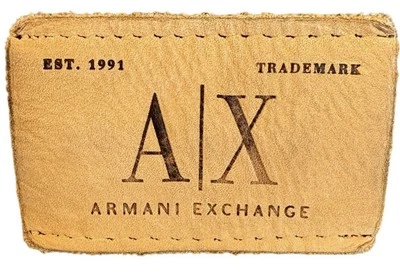 EST. 1991 TRADEMARK
A|X
ARMANI EXCHANGE